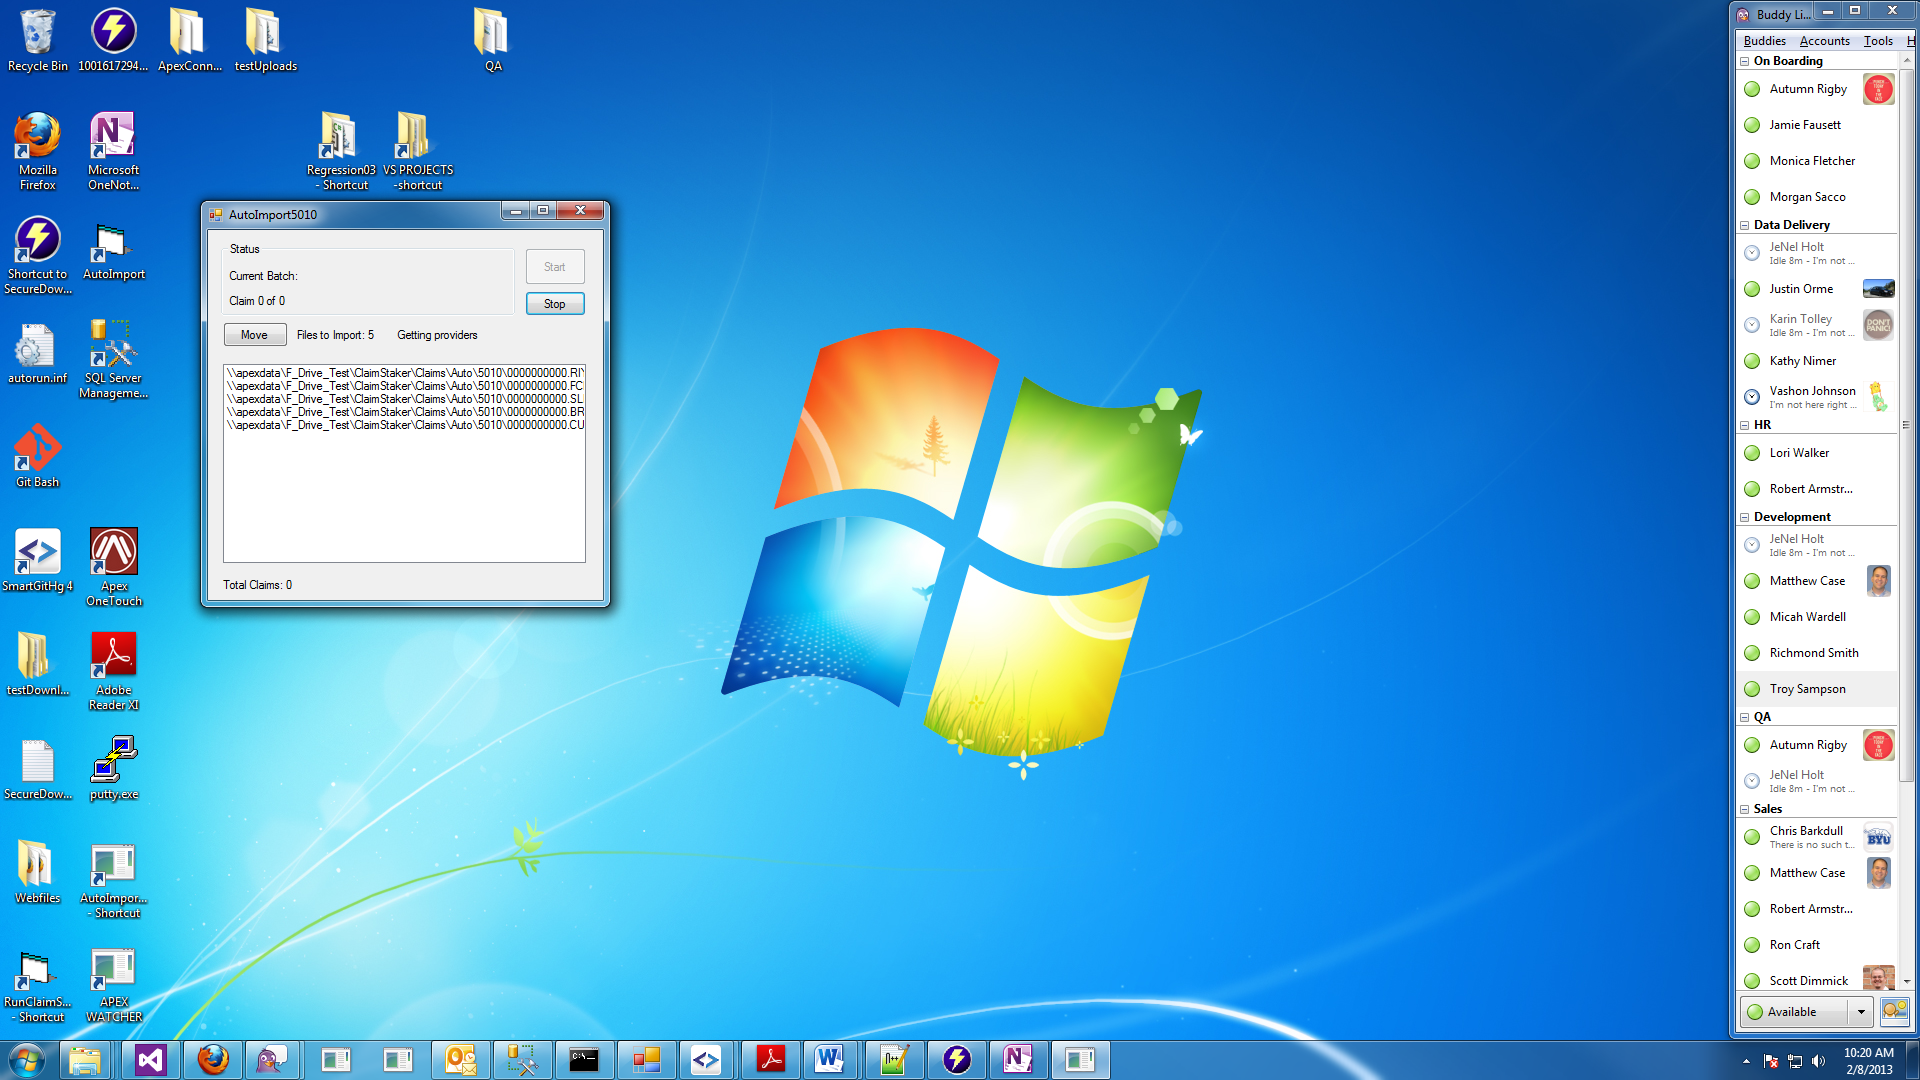 Recycle Bin
1001617294...
ApexConn...
testUploads
QA
Mozilla
Firefox
Microsoft
OneNot...
Regression03
- Shortcut
VS PROJECTS
-shortcut
Shortcut to
SecureDow...
AutoImport
autorun.inf
SQL Server
Manageme...
Git Bash
SmartGitHg 4
Apex
OneTouch
testDownl...
Adobe
Reader XI
SecureDow...
putty.exe
Webfiles
AutoImpor...
- Shortcut
RunClaimS...
- Shortcut
APEX
WATCHER
AutoImport5010
Status
Current Batch:
Claim 0 of 0
Start
Stop
Move
Files to Import: 5
Getting providers
\\apexdata\F_Drive_Test\ClaimStaker\Claims\Auto\5010\0000000000.RI
\\apexdata\F_Drive_Test\ClaimStaker\Claims\Auto\5010\0000000000.FC
\\apexdata\F_Drive_Test\ClaimStaker\Claims\Auto\5010\0000000000.SL
\\apexdata\F_Drive_Test\ClaimStaker\Claims\Auto\5010\0000000000.BR
\\apexdata\F_Drive_Test\ClaimStaker\Claims\Auto\5010\0000000000.CU
Total Claims: 0
Buddy Li...
Buddies Accounts Tools H
On Boarding
Autumn Rigby
Jamie Fausett
Monica Fletcher
Morgan Sacco
Data Delivery
JeNel Holt
Idle 8m - I'm not ...
Justin Orme
Karin Tolley
Idle 8m - I'm not ...
DON'T
PANIC!
Kathy Nimer
Vashon Johnson
I'm not here right ...
HR
Lori Walker
Robert Armstr...
Development
JeNel Holt
Idle 8m - I'm not ...
Matthew Case
Micah Wardell
Richmond Smith
Troy Sampson
QA
Autumn Rigby
JeNel Holt
Idle 8m - I'm not ...
Sales
Chris Barkdull
There is no such t...
BYU
Matthew Case
Robert Armstr...
Ron Craft
Scott Dimmick
Available
10:20 AM
2/8/2013